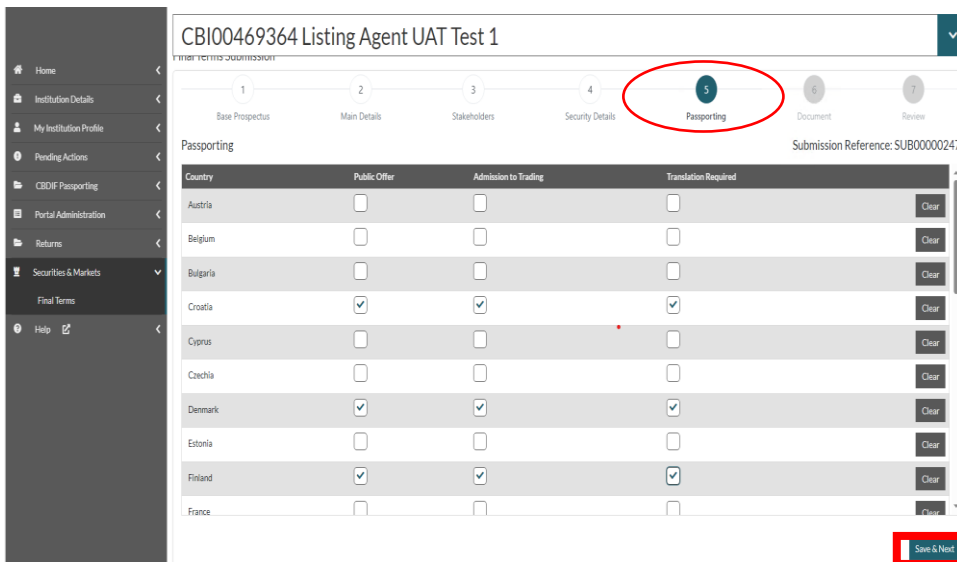 CBI00469364 Listing Agent UAT Test 1
Final Terms Submission
Home
Institution Details
My Institution Profile
Pending Actions
CBDIF Passporting
Portal Administration
Returns
Securities & Markets
Final Terms
Help
1 2 3 4 5 6 7
Base Prospectus Main Details Stakeholders Security Details Passporting Document Review
Passporting Submission Reference: SUB00000247
Country Public Offer Admission to Trading Translation Required
Austria Clear
Belgium Clear
Bulgaria Clear
Croatia Clear
Cyprus Clear
Czechia Clear
Denmark Clear
Estonia Clear
Finland Clear
France Clear
Save & Next